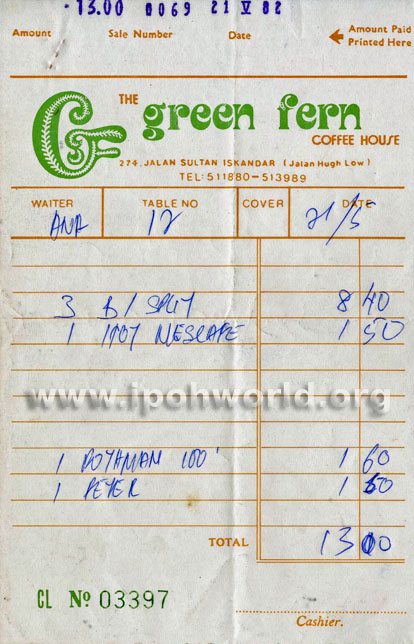 -13.00 0069 21 V 82
Amount Sale Number Date Amount Paid Printed Here
THE
green fern
COFFEE HOUSE
274, JALAN SULTAN ISKANDAR (Jalan Hugh Low)
TEL: 511880-513989
WAITER TABLE NO COVER DATE
ANA 12 21/5
3 B/SPLIT 8 40
1 HOT NESCAFE 1 50
www.ipohworld.org
1 ROTHMAN 100' 1 60
1 PETER 1 50
TOTAL 13 00
CL Nº 03397
Cashier.